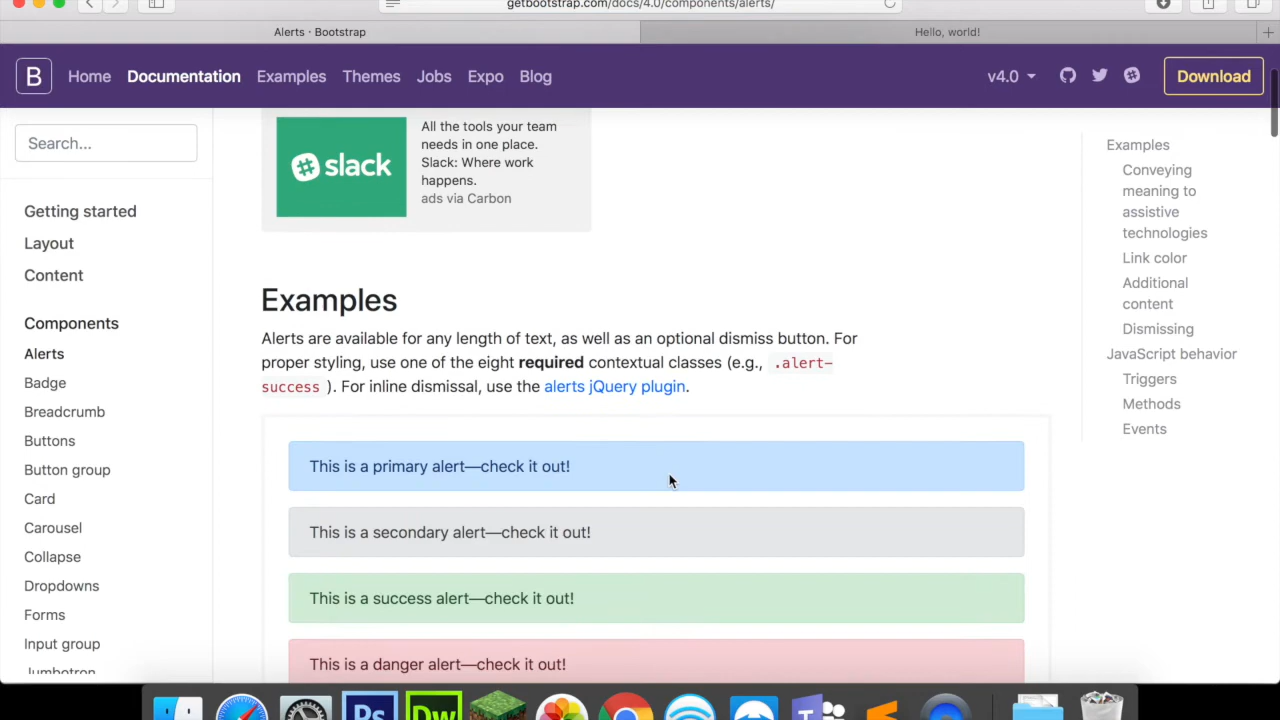 getbootstrap.com/docs/4.0/components/alerts/
Alerts · Bootstrap
Hello, world!
B
Home
Documentation
Examples
Themes
Jobs
Expo
Blog
v4.0
Download
Search...
Getting started
Layout
Content
Components
Alerts
Badge
Breadcrumb
Buttons
Button group
Card
Carousel
Collapse
Dropdowns
Forms
Input group
Jumbotron
slack
All the tools your team
needs in one place.
Slack: Where work
happens.
ads via Carbon
Examples
Alerts are available for any length of text, as well as an optional dismiss button. For
proper styling, use one of the eight required contextual classes (e.g., .alert-
success ). For inline dismissal, use the alerts jQuery plugin.
This is a primary alert—check it out!
This is a secondary alert—check it out!
This is a success alert—check it out!
This is a danger alert—check it out!
Examples
Conveying
meaning to
assistive
technologies
Link color
Additional
content
Dismissing
JavaScript behavior
Triggers
Methods
Events
Ps
Dw
T